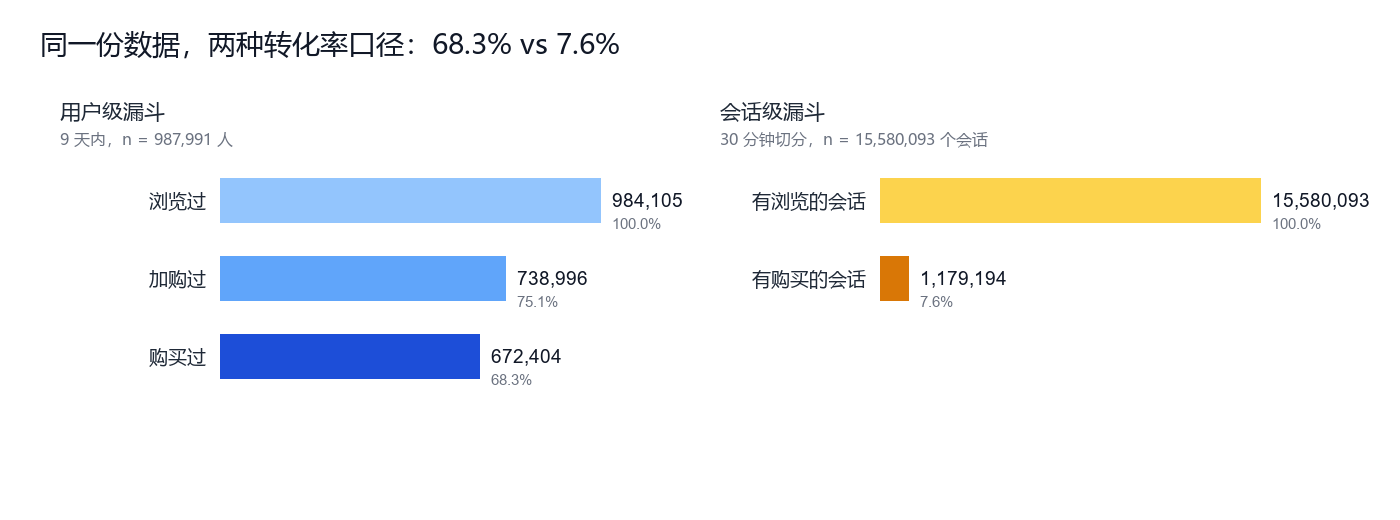 同一份数据，两种转化率口径：68.3% vs 7.6%
用户级漏斗
9 天内，n = 987,991 人
浏览过
984,105
100.0%
加购过
738,996
75.1%
购买过
672,404
68.3%
会话级漏斗
30 分钟切分，n = 15,580,093 个会话
有浏览的会话
15,580,093
100.0%
有购买的会话
1,179,194
7.6%